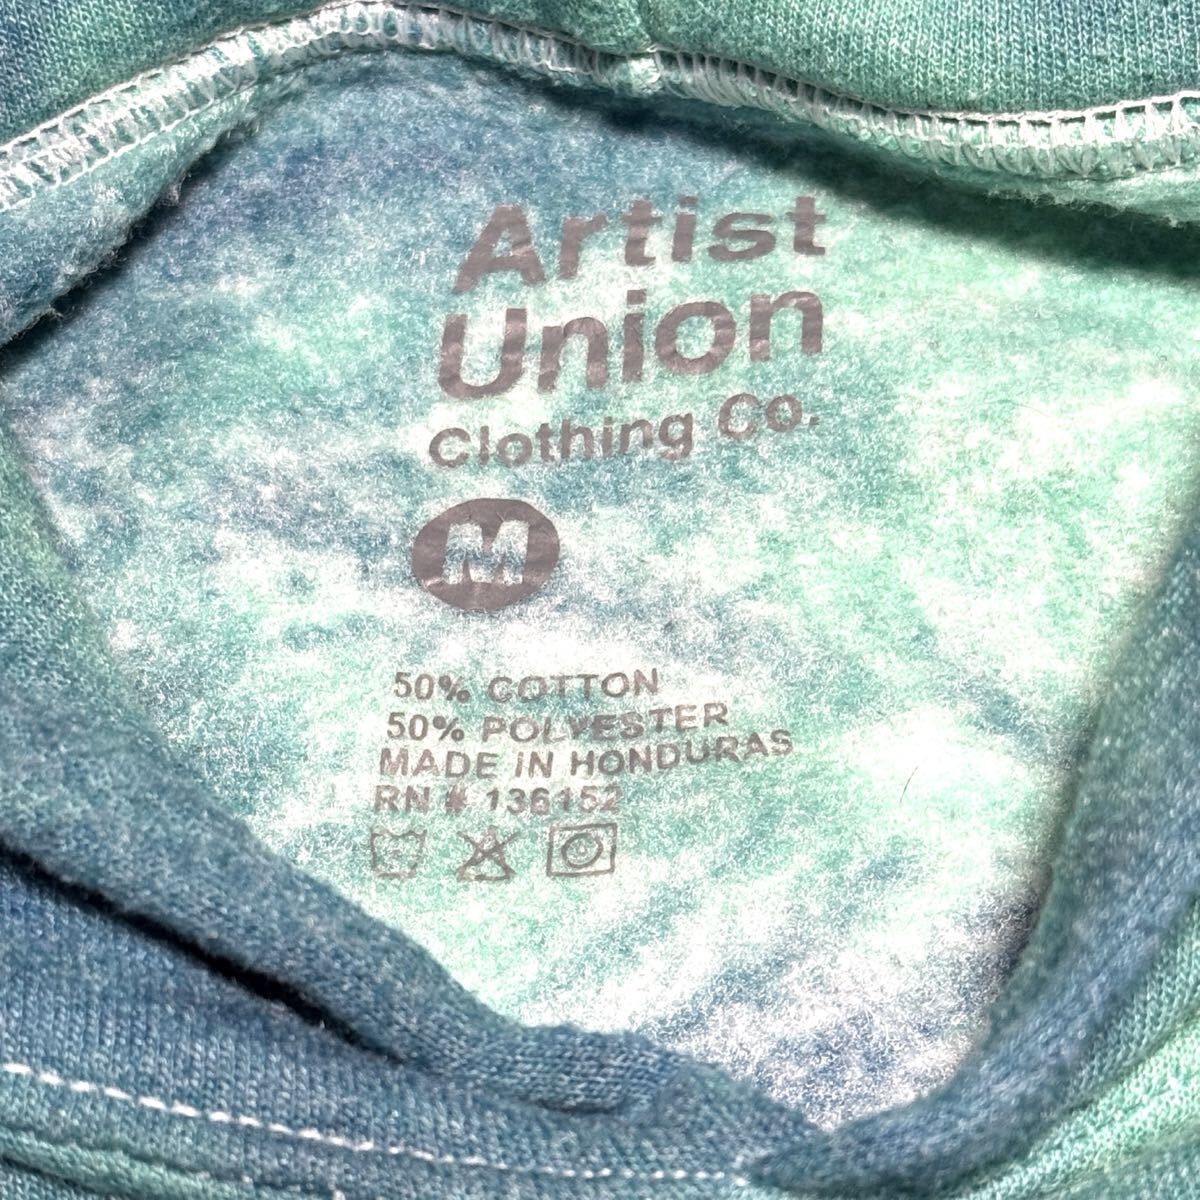 Artist
Union
Clothing Co.
M
50% COTTON
50% POLYESTER
MADE IN HONDURAS
RN # 136152